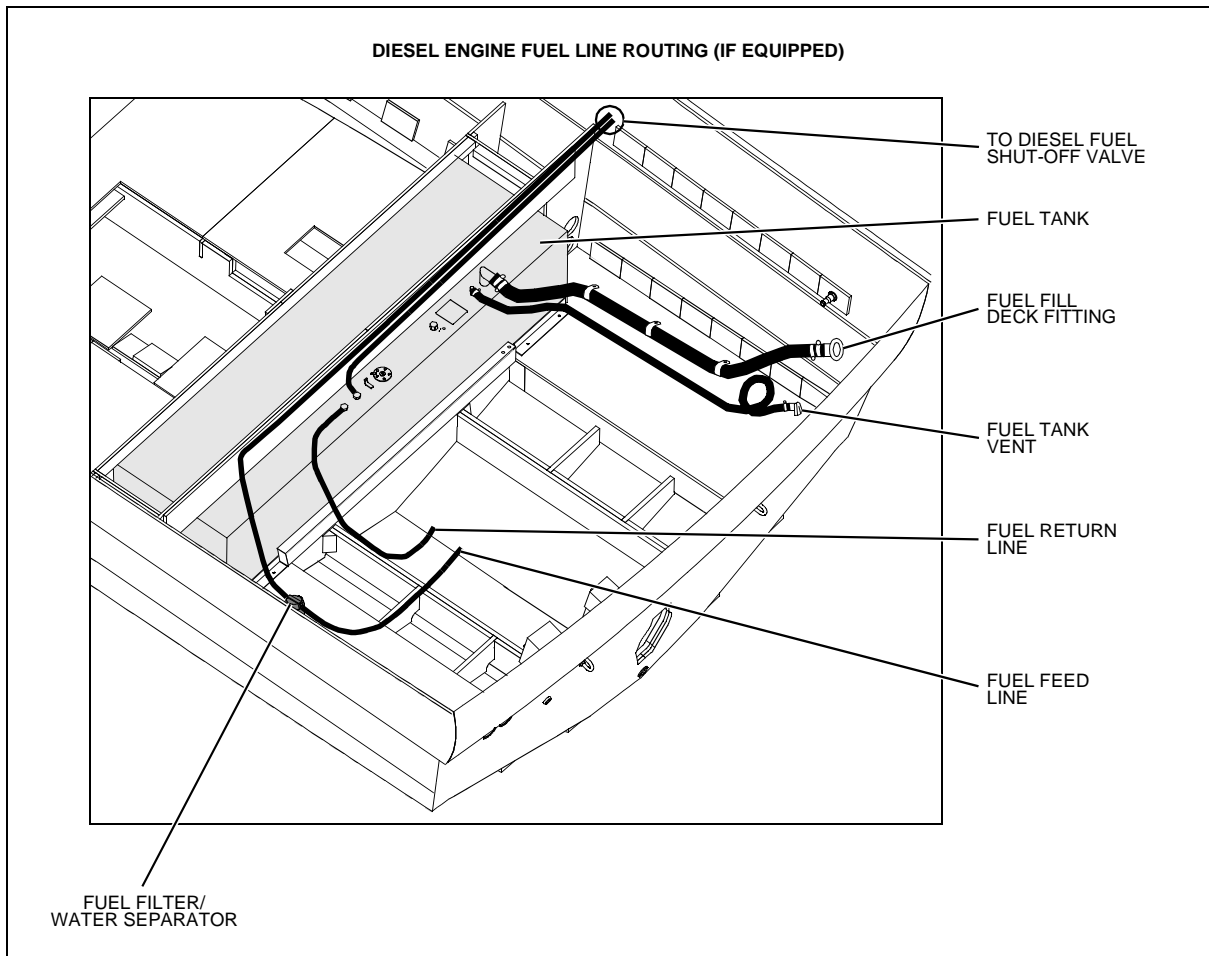 DIESEL ENGINE FUEL LINE ROUTING (IF EQUIPPED)
TO DIESEL FUEL
SHUT-OFF VALVE
FUEL TANK
FUEL FILL
DECK FITTING
FUEL TANK
VENT
FUEL RETURN
LINE
FUEL FEED
LINE
FUEL FILTER/
WATER SEPARATOR